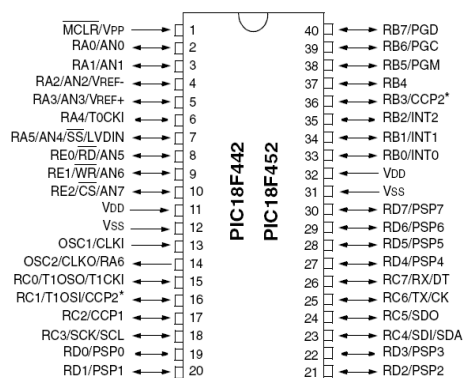 MCLR/VPP 1
RA0/AN0 2
RA1/AN1 3
RA2/AN2/VREF- 4
RA3/AN3/VREF+ 5
RA4/T0CKI 6
RA5/AN4/SS/LVDIN 7
RE0/RD/AN5 8
RE1/WR/AN6 9
RE2/CS/AN7 10
VDD 11
VSS 12
OSC1/CLKI 13
OSC2/CLKO/RA6 14
RC0/T1OSO/T1CKI 15
RC1/T1OSI/CCP2* 16
RC2/CCP1 17
RC3/SCK/SCL 18
RD0/PSP0 19
RD1/PSP1 20
PIC18F442
PIC18F452
40 RB7/PGD
39 RB6/PGC
38 RB5/PGM
37 RB4
36 RB3/CCP2*
35 RB2/INT2
34 RB1/INT1
33 RB0/INT0
32 VDD
31 VSS
30 RD7/PSP7
29 RD6/PSP6
28 RD5/PSP5
27 RD4/PSP4
26 RC7/RX/DT
25 RC6/TX/CK
24 RC5/SDO
23 RC4/SDI/SDA
22 RD3/PSP3
21 RD2/PSP2